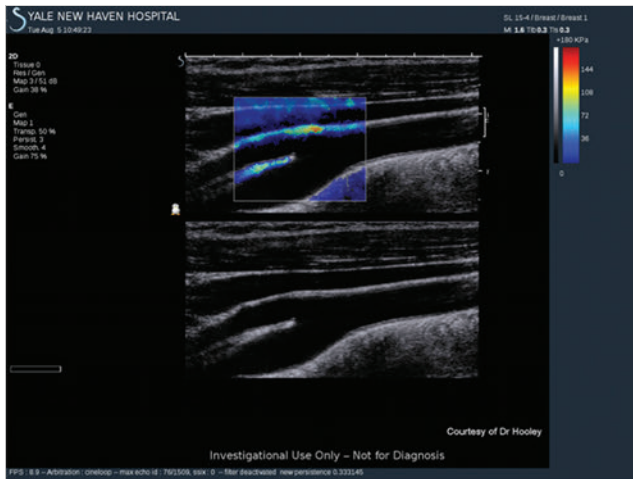 YALE NEW HAVEN HOSPITAL
Tue Aug 5 10:49:23
SL 15-4 / Breast / Breast 1
MI: 1.6 TIb 0.3 TIs 0.3
2D
Tissue 0
Res / Gen
Map 3 / 51 dB
Gain 38 %
E
Gen
Map 1
Transp. 50 %
Persist. 3
Smooth. 4
Gain 75 %
+180 KPa
144
108
72
36
0
Courtesy of Dr Hooley
Investigational Use Only – Not for Diagnosis
FPS : 8.9 – Arbitration : cineloop – max echo id : 76/1509, ssix : 0 – filter deactivated new persistence 0.333145